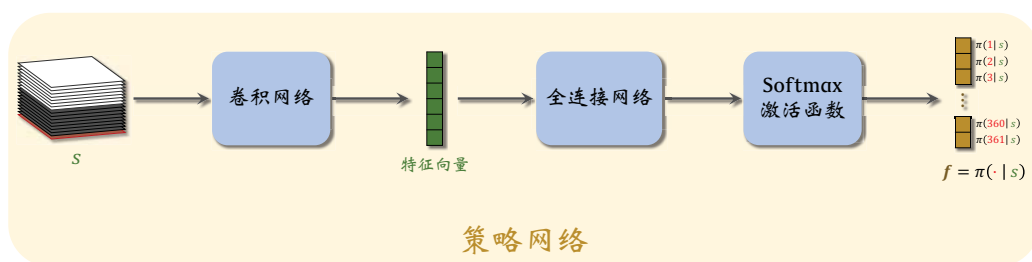 s
卷积网络
特征向量
全连接网络
Softmax
激活函数
π(1|s)
π(2|s)
π(3|s)
⋮
π(360|s)
π(361|s)
f = π(· | s)
策略网络